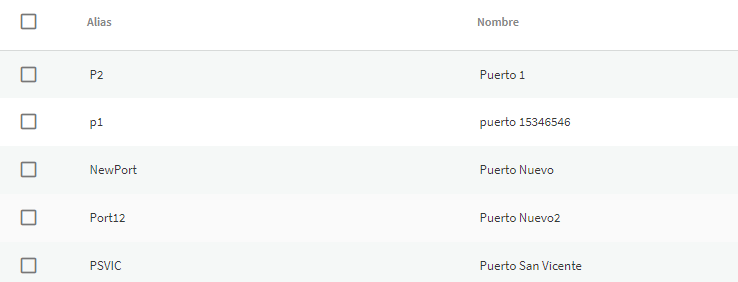 Alias Nombre
P2 Puerto 1
p1 puerto 15346546
NewPort Puerto Nuevo
Port12 Puerto Nuevo2
PSVIC Puerto San Vicente